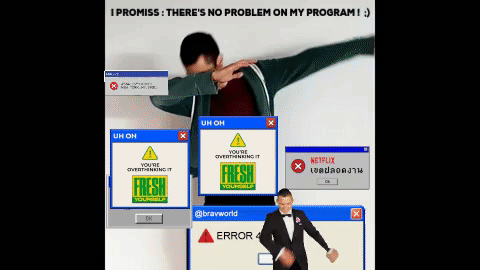 I PROMISS : THERE'S NO PROBLEM ON MY PROGRAM ! ;)
UH OH
YOU'RE
OVERTHINKING IT
FRESH
YOURSELF
OK
UH OH
YOU'RE
OVERTHINKING IT
FRESH
YOURSELF
NETFLIX
เขตปลอดงาน
OK
@bravworld
ERROR 4